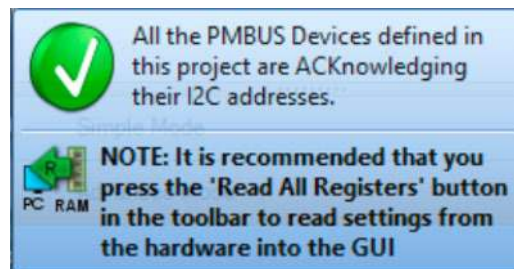 All the PMBUS Devices defined in
this project are ACKnowledging
their I2C addresses.
Simple Mode
R
PC RAM
NOTE: It is recommended that you
press the 'Read All Registers' button
in the toolbar to read settings from
the hardware into the GUI